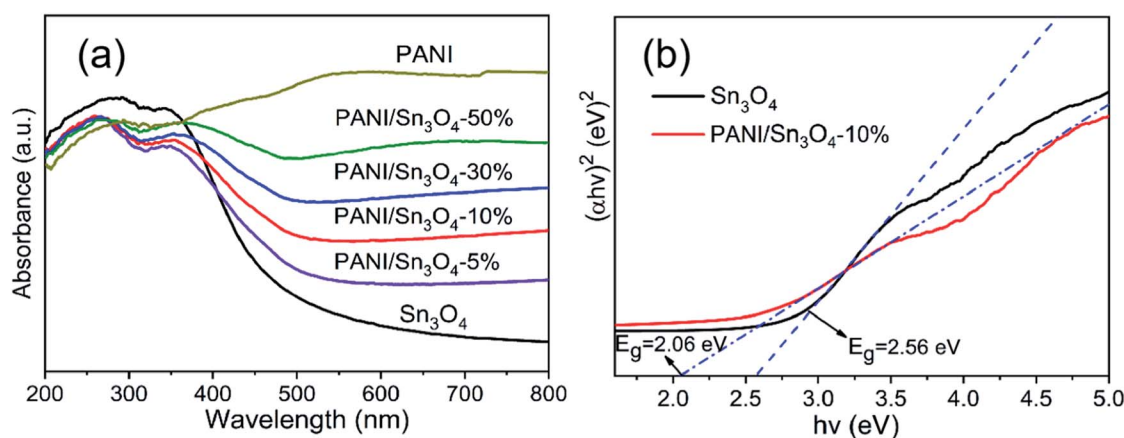 (a)
PANI
PANI/Sn₃O₄-50%
PANI/Sn₃O₄-30%
PANI/Sn₃O₄-10%
PANI/Sn₃O₄-5%
Sn₃O₄
Absorbance (a.u.)
200 300 400 500 600 700 800
Wavelength (nm)
(b)
Sn₃O₄
PANI/Sn₃O₄-10%
(αhv)² (eV)²
E_g=2.06 eV
E_g=2.56 eV
2.0 2.5 3.0 3.5 4.0 4.5 5.0
hv (eV)